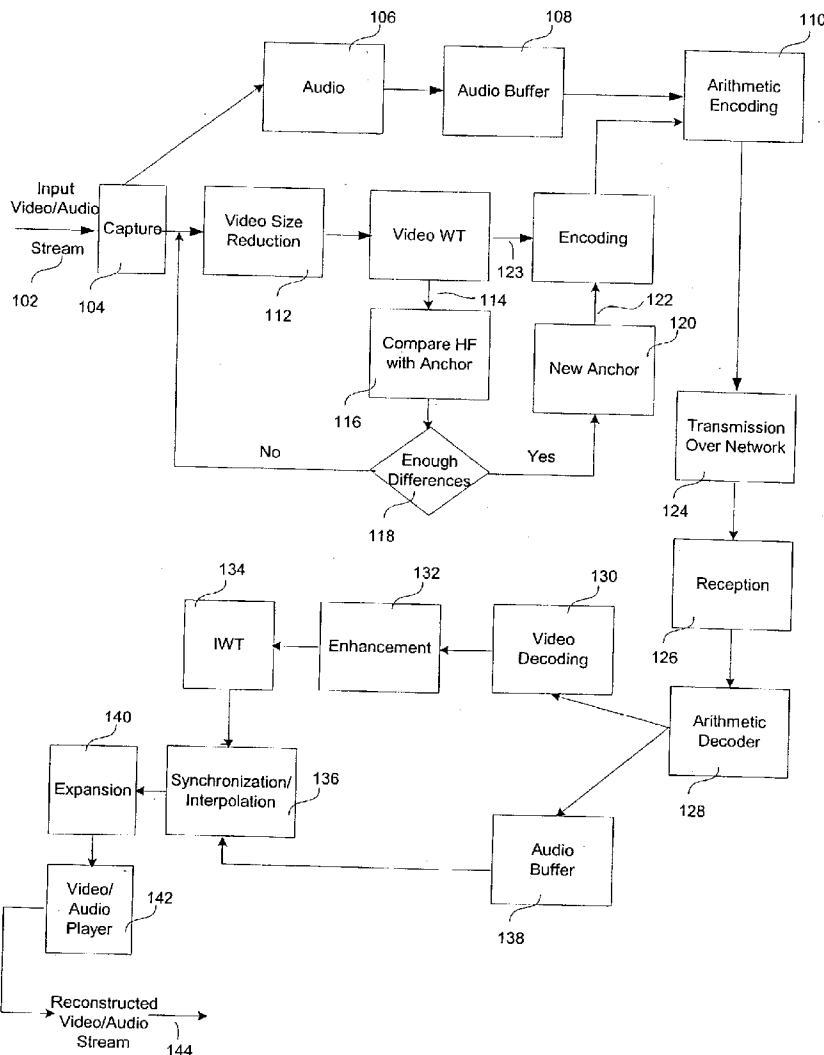 106
108
110
Audio
Audio Buffer
Arithmetic
Encoding
Input
Video/Audio
Stream
102
Capture
104
Video Size
Reduction
112
Video WT
123
Encoding
114
122
120
Compare HF
with Anchor
116
New Anchor
No
Enough
Differences
Yes
118
Transmission
Over Network
124
134
132
130
Reception
126
IWT
Enhancement
Video
Decoding
140
Arithmetic
Decoder
128
Expansion
Synchronization/
Interpolation
136
Audio
Buffer
138
Video/
Audio
Player
142
Reconstructed
Video/Audio
Stream
144